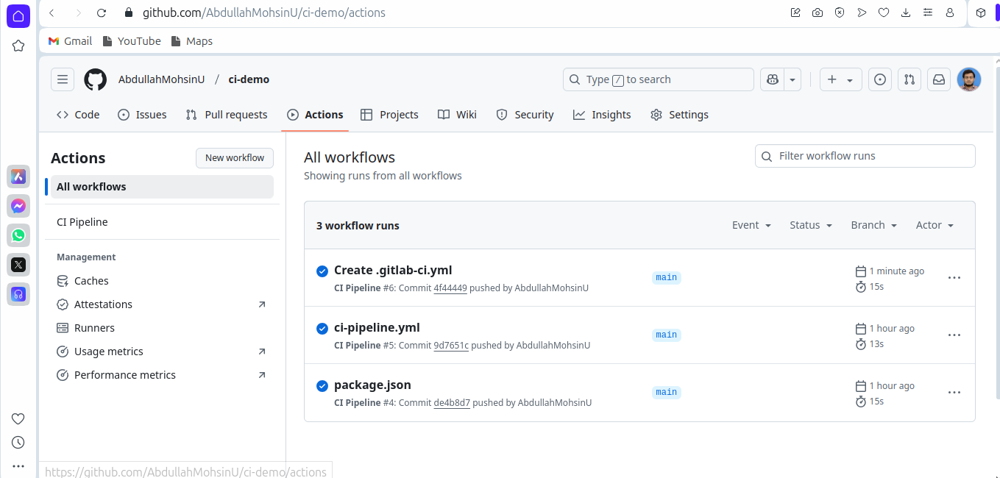 github.com/AbdullahMohsinU/ci-demo/actions
Gmail YouTube Maps
AbdullahMohsinU / ci-demo
Type / to search
Code Issues Pull requests Actions Projects Wiki Security Insights Settings
Actions
New workflow
All workflows
CI Pipeline
Management
Caches
Attestations
Runners
Usage metrics
Performance metrics
All workflows
Showing runs from all workflows
Filter workflow runs
3 workflow runs
Event Status Branch Actor
Create .gitlab-ci.yml
CI Pipeline #6: Commit 4f44449 pushed by AbdullahMohsinU
main
1 minute ago
15s
ci-pipeline.yml
CI Pipeline #5: Commit 9d7651c pushed by AbdullahMohsinU
main
1 hour ago
13s
package.json
CI Pipeline #4: Commit de4b8d7 pushed by AbdullahMohsinU
main
1 hour ago
15s
https://github.com/AbdullahMohsinU/ci-demo/actions